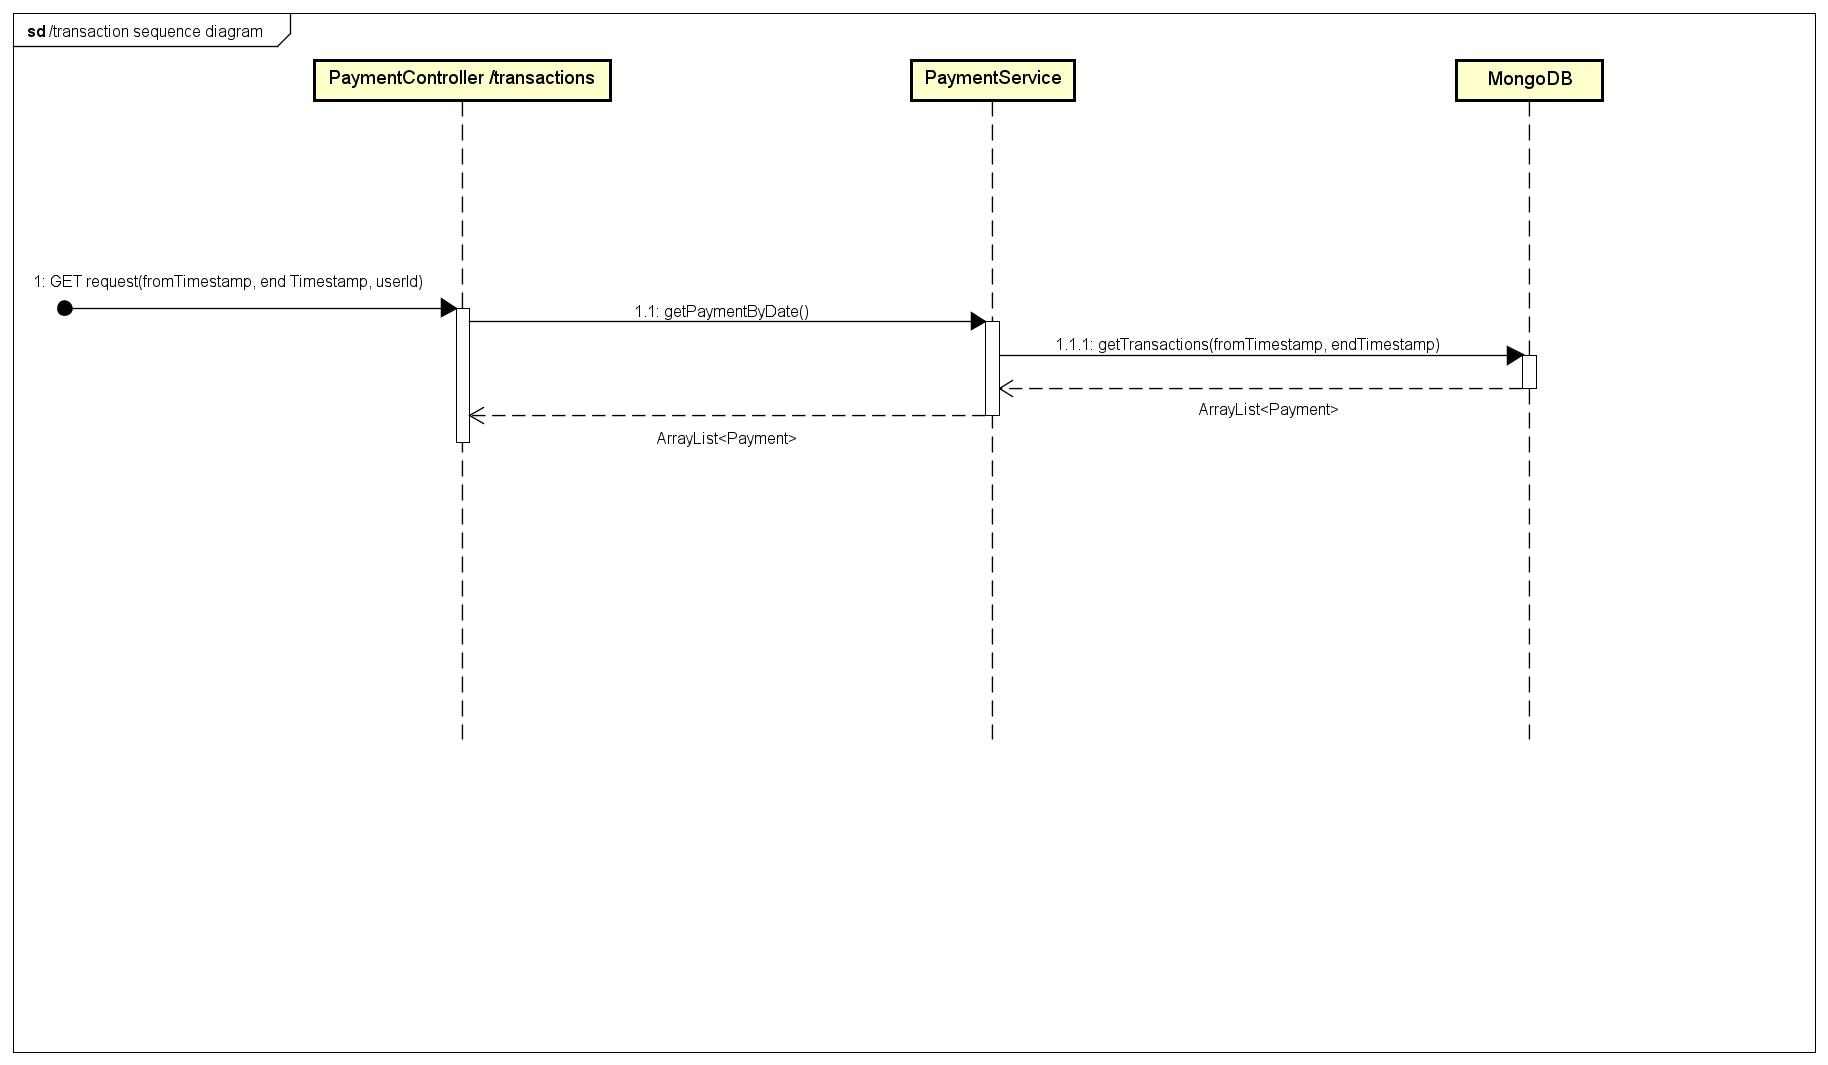 sd /transaction sequence diagram
PaymentController /transactions
PaymentService
MongoDB
1: GET request(fromTimestamp, end Timestamp, userId)
1.1: getPaymentByDate()
1.1.1: getTransactions(fromTimestamp, endTimestamp)
ArrayList<Payment>
ArrayList<Payment>